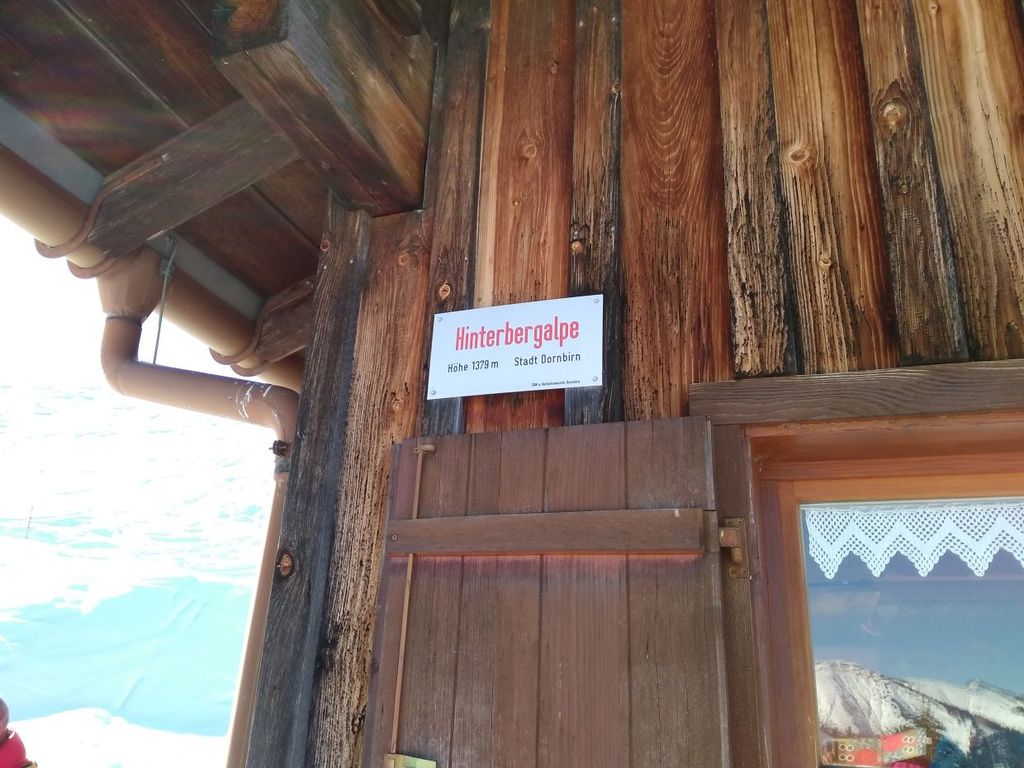 Hinterbergalpe
Höhe 1379 m Stadt Dornbirn